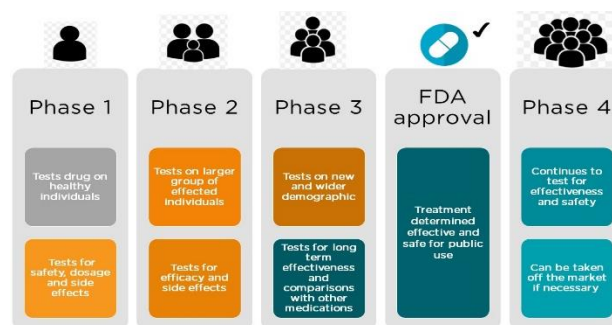 Phase 1
Tests drug on
healthy
individuals
Tests for
safety, dosage
and side
effects
Phase 2
Tests on larger
group of
effected
individuals
Tests for
efficacy and
side effects
Phase 3
Tests on new
and wider
demographic
Tests for long
term
effectiveness
and
comparisons
with other
medications
FDA
approval
Treatment
determined
effective and
safe for public
use
Phase 4
Continues to
test for
effectiveness
and safety
Can be taken
off the market
if necessary